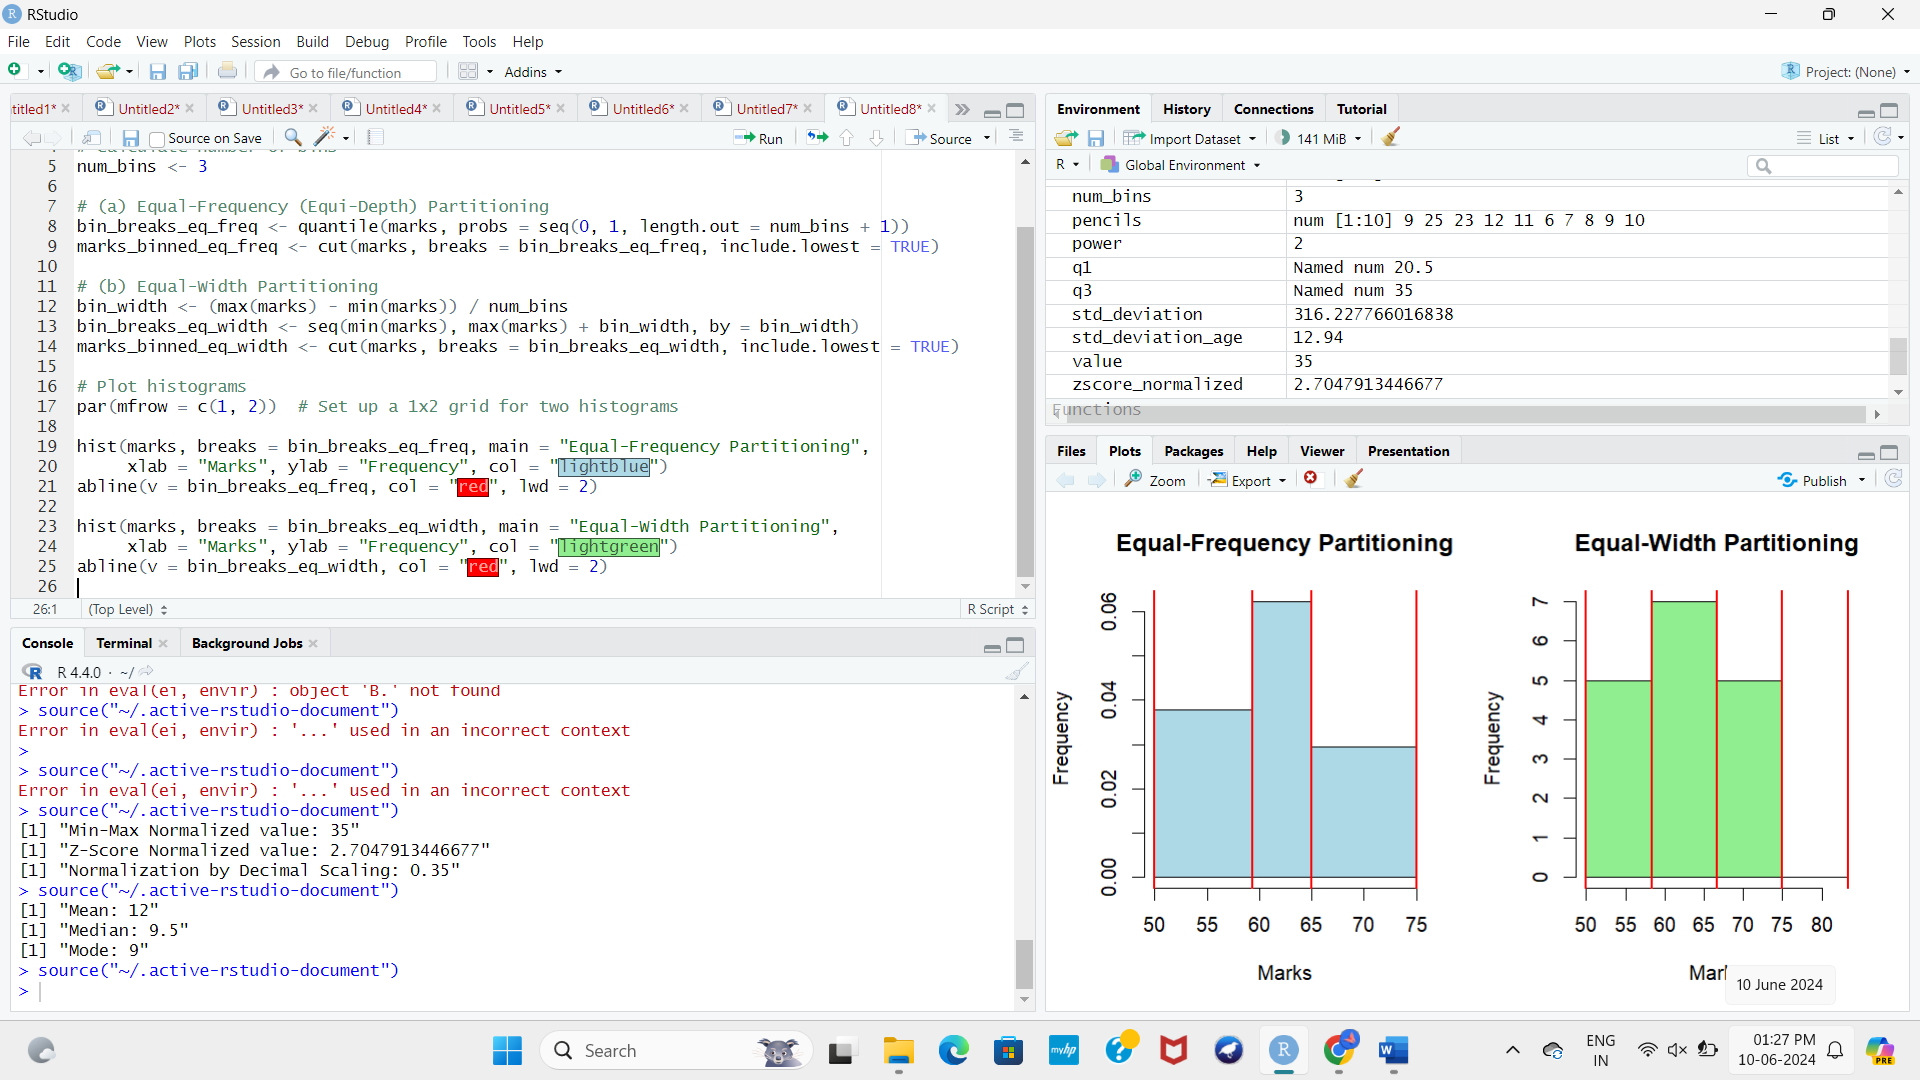 RStudio
File Edit Code View Plots Session Build Debug Profile Tools Help
Go to file/function Addins Project: (None)
titled1* Untitled2* Untitled3* Untitled4* Untitled5* Untitled6* Untitled7* Untitled8*
Source on Save Run Source
5 num_bins <- 3
6
7 # (a) Equal-Frequency (Equi-Depth) Partitioning
8 bin_breaks_eq_freq <- quantile(marks, probs = seq(0, 1, length.out = num_bins + 1))
9 marks_binned_eq_freq <- cut(marks, breaks = bin_breaks_eq_freq, include.lowest = TRUE)
10
11 # (b) Equal-Width Partitioning
12 bin_width <- (max(marks) - min(marks)) / num_bins
13 bin_breaks_eq_width <- seq(min(marks), max(marks) + bin_width, by = bin_width)
14 marks_binned_eq_width <- cut(marks, breaks = bin_breaks_eq_width, include.lowest = TRUE)
15
16 # Plot histograms
17 par(mfrow = c(1, 2))  # Set up a 1x2 grid for two histograms
18
19 hist(marks, breaks = bin_breaks_eq_freq, main = "Equal-Frequency Partitioning",
20      xlab = "Marks", ylab = "Frequency", col = "lightblue")
21 abline(v = bin_breaks_eq_freq, col = "red", lwd = 2)
22
23 hist(marks, breaks = bin_breaks_eq_width, main = "Equal-Width Partitioning",
24      xlab = "Marks", ylab = "Frequency", col = "lightgreen")
25 abline(v = bin_breaks_eq_width, col = "red", lwd = 2)
26
26:1 (Top Level) R Script
Console Terminal Background Jobs
R 4.4.0 · ~/
Error in eval(ei, envir) : object 'B.' not found
> source("~/.active-rstudio-document")
Error in eval(ei, envir) : '...' used in an incorrect context
>
> source("~/.active-rstudio-document")
Error in eval(ei, envir) : '...' used in an incorrect context
> source("~/.active-rstudio-document")
[1] "Min-Max Normalized value: 35"
[1] "Z-Score Normalized value: 2.7047913446677"
[1] "Normalization by Decimal Scaling: 0.35"
> source("~/.active-rstudio-document")
[1] "Mean: 12"
[1] "Median: 9.5"
[1] "Mode: 9"
> source("~/.active-rstudio-document")
>
Environment History Connections Tutorial
Import Dataset 141 MiB List
R Global Environment
num_bins 3
pencils num [1:10] 9 25 23 12 11 6 7 8 9 10
power 2
q1 Named num 20.5
q3 Named num 35
std_deviation 316.227766016838
std_deviation_age 12.94
value 35
zscore_normalized 2.7047913446677
Functions
Files Plots Packages Help Viewer Presentation
Zoom Export Publish
Equal-Frequency Partitioning
Frequency
0.00 0.02 0.04 0.06
50 55 60 65 70 75
Marks
Equal-Width Partitioning
Frequency
0 1 2 3 4 5 6 7
50 55 60 65 70 75 80
Mar
10 June 2024
Search
myhp
ENG
IN
01:27 PM
10-06-2024
PRE